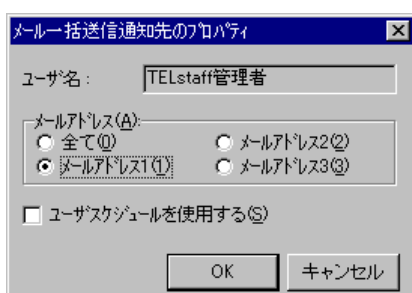 メール一括送信通知先のプロパティ
ユーザ名： TELstaff管理者
メールアドレス(A):
全て(0) メールアドレス2(2)
メールアドレス1(1) メールアドレス3(3)
ユーザスケジュールを使用する(S)
OK キャンセル